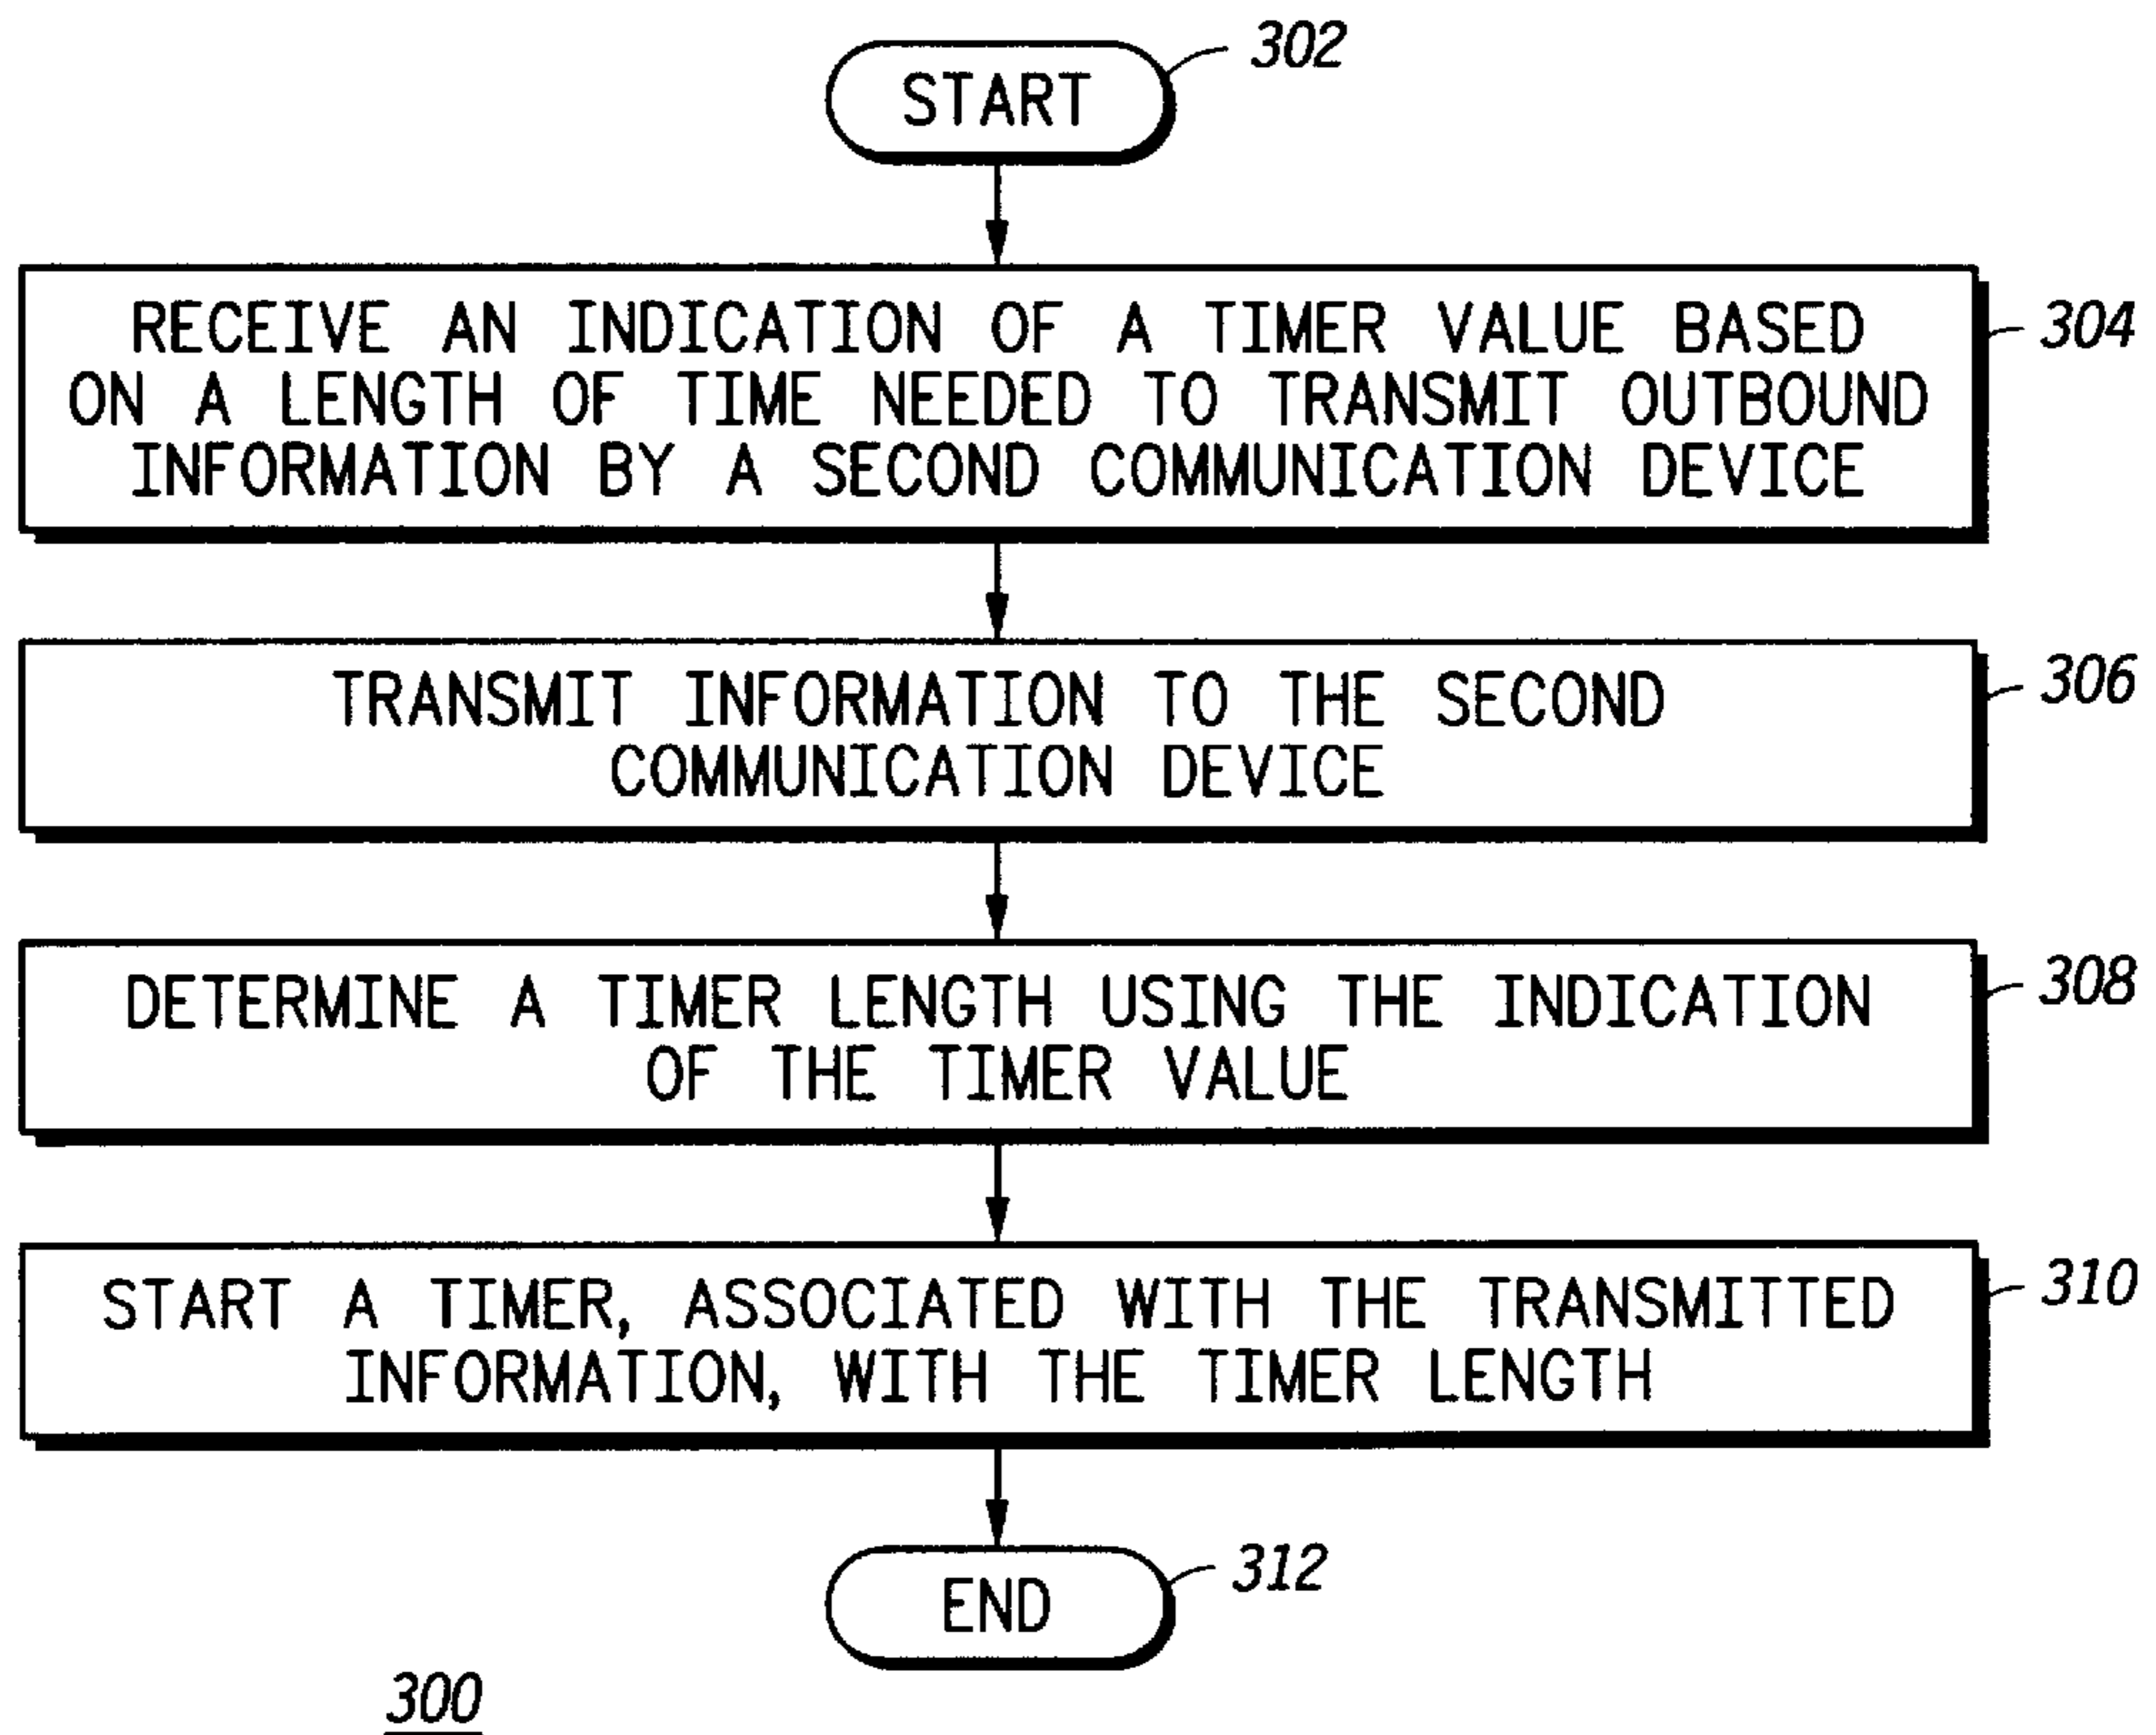 START
302
RECEIVE AN INDICATION OF A TIMER VALUE BASED
ON A LENGTH OF TIME NEEDED TO TRANSMIT OUTBOUND
INFORMATION BY A SECOND COMMUNICATION DEVICE
304
TRANSMIT INFORMATION TO THE SECOND
COMMUNICATION DEVICE
306
DETERMINE A TIMER LENGTH USING THE INDICATION
OF THE TIMER VALUE
308
START A TIMER, ASSOCIATED WITH THE TRANSMITTED
INFORMATION, WITH THE TIMER LENGTH
310
END
312
300